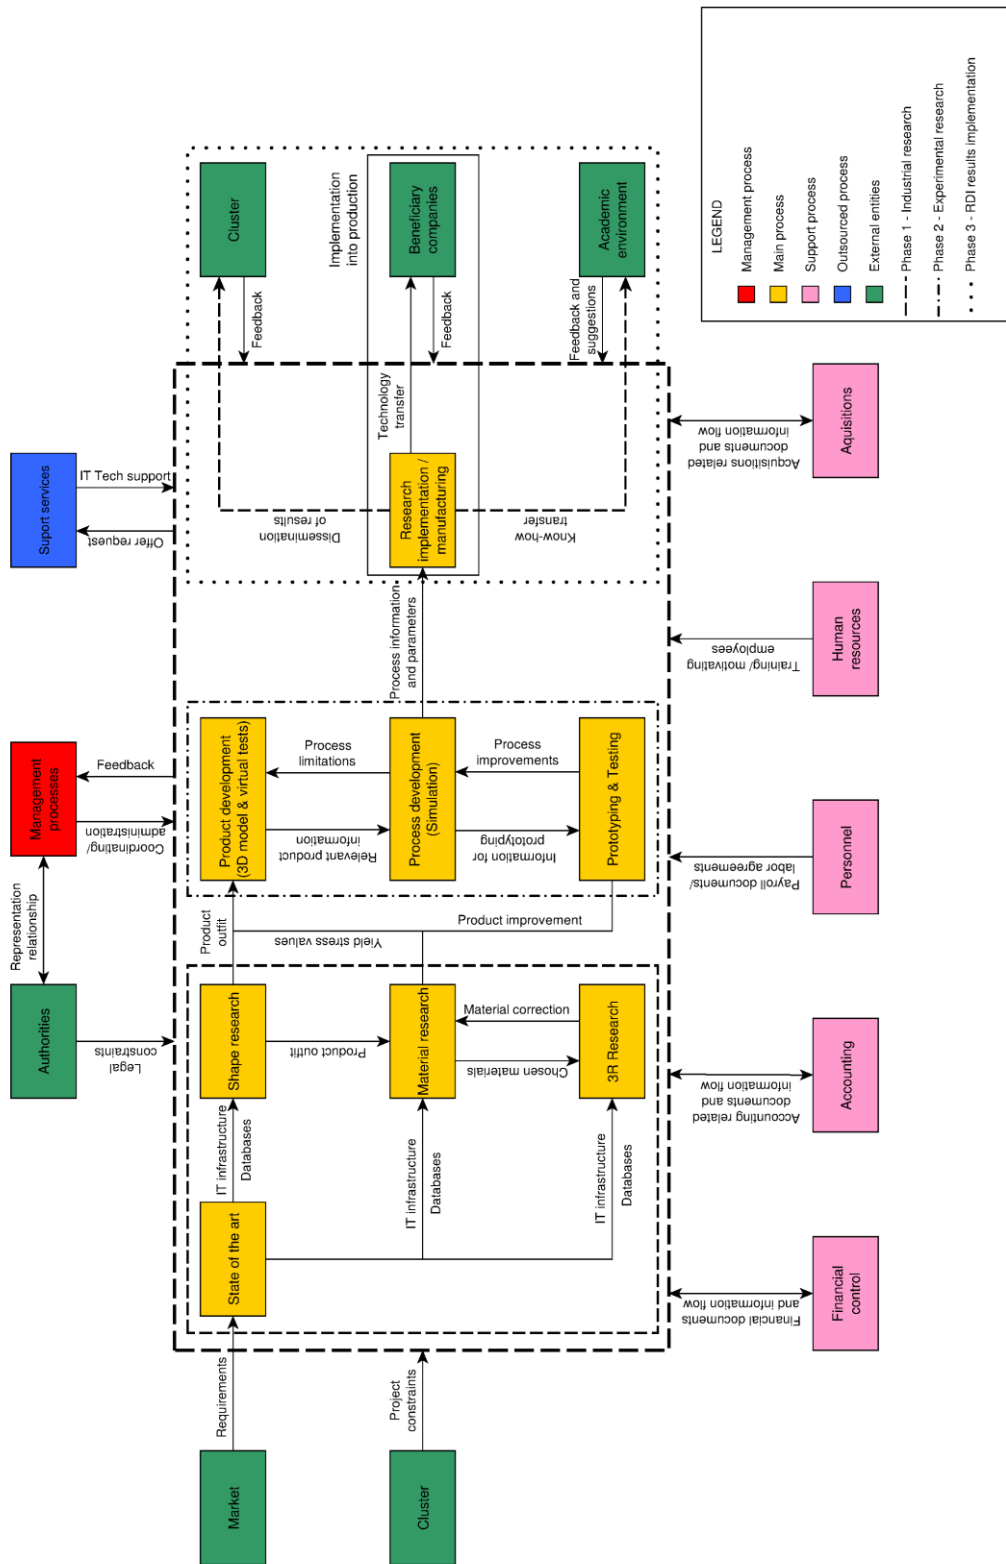 Support services
IT Tech support
Offer request
Management
processes
Feedback
Coordinating/
administration
Representation
relationship
Authorities
Legal
constraints
Market
Requirements
Cluster
Project
constraints
State of the art
IT infrastructure
Databases
IT infrastructure
Databases
IT infrastructure
Databases
Shape research
Product outfit
Material research
Chosen materials
Material correction
3R Research
Product
outfit
Yield stress values
Product improvement
Product development
(3D model & virtual tests)
Relevant product
information
Process
limitations
Process development
(Simulation)
Information for
prototyping
Process
improvements
Prototyping & Testing
Process information
and parameters
Research
implementation /
manufacturing
Dissemination
of results
Know-how
transfer
Technology
transfer
Implementation
into production
Cluster
Feedback
Beneficiary
companies
Feedback
Academic
environment
Feedback and
suggestions
Financial documents
and information flow
Financial
control
Accounting related
documents and
information flow
Accounting
Payroll documents/
labor agreements
Personnel
Training/ motivating
employees
Human
resources
Acquisitions related
documents and
information flow
Aquisitions
LEGEND
Management process
Main process
Support process
Outsourced process
External entities
Phase 1 - Industrial research
Phase 2 - Experimental research
Phase 3 - RDI results implementation